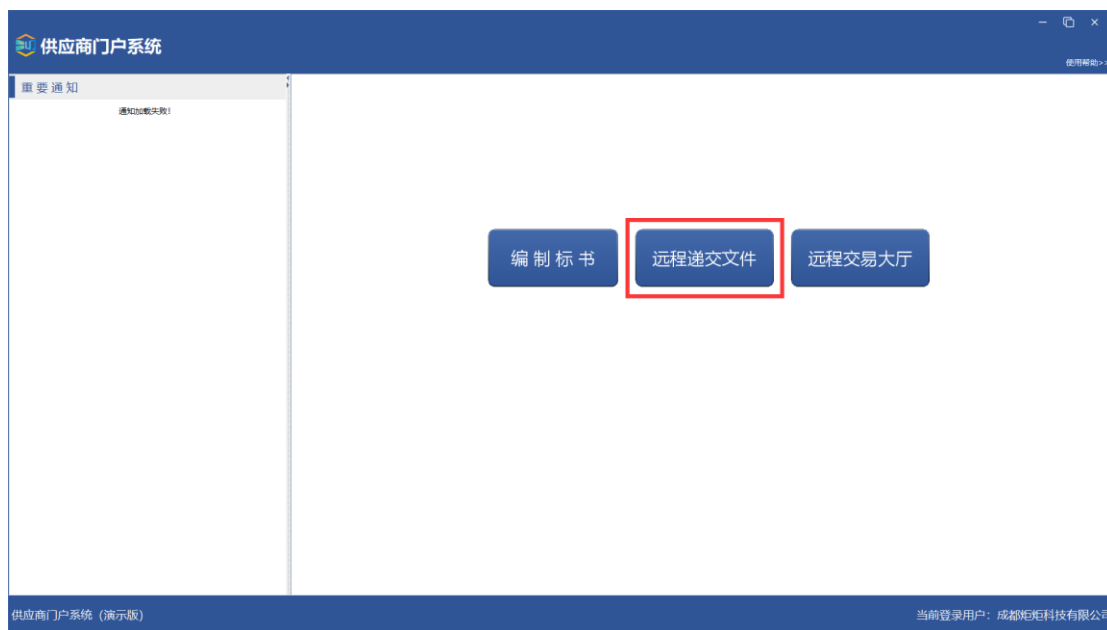 供应商门户系统
使用帮助>>
重要通知
通知加载失败!
编制标书
远程递交文件
远程交易大厅
供应商门户系统（演示版）
当前登录用户：成都炬炬科技有限公司